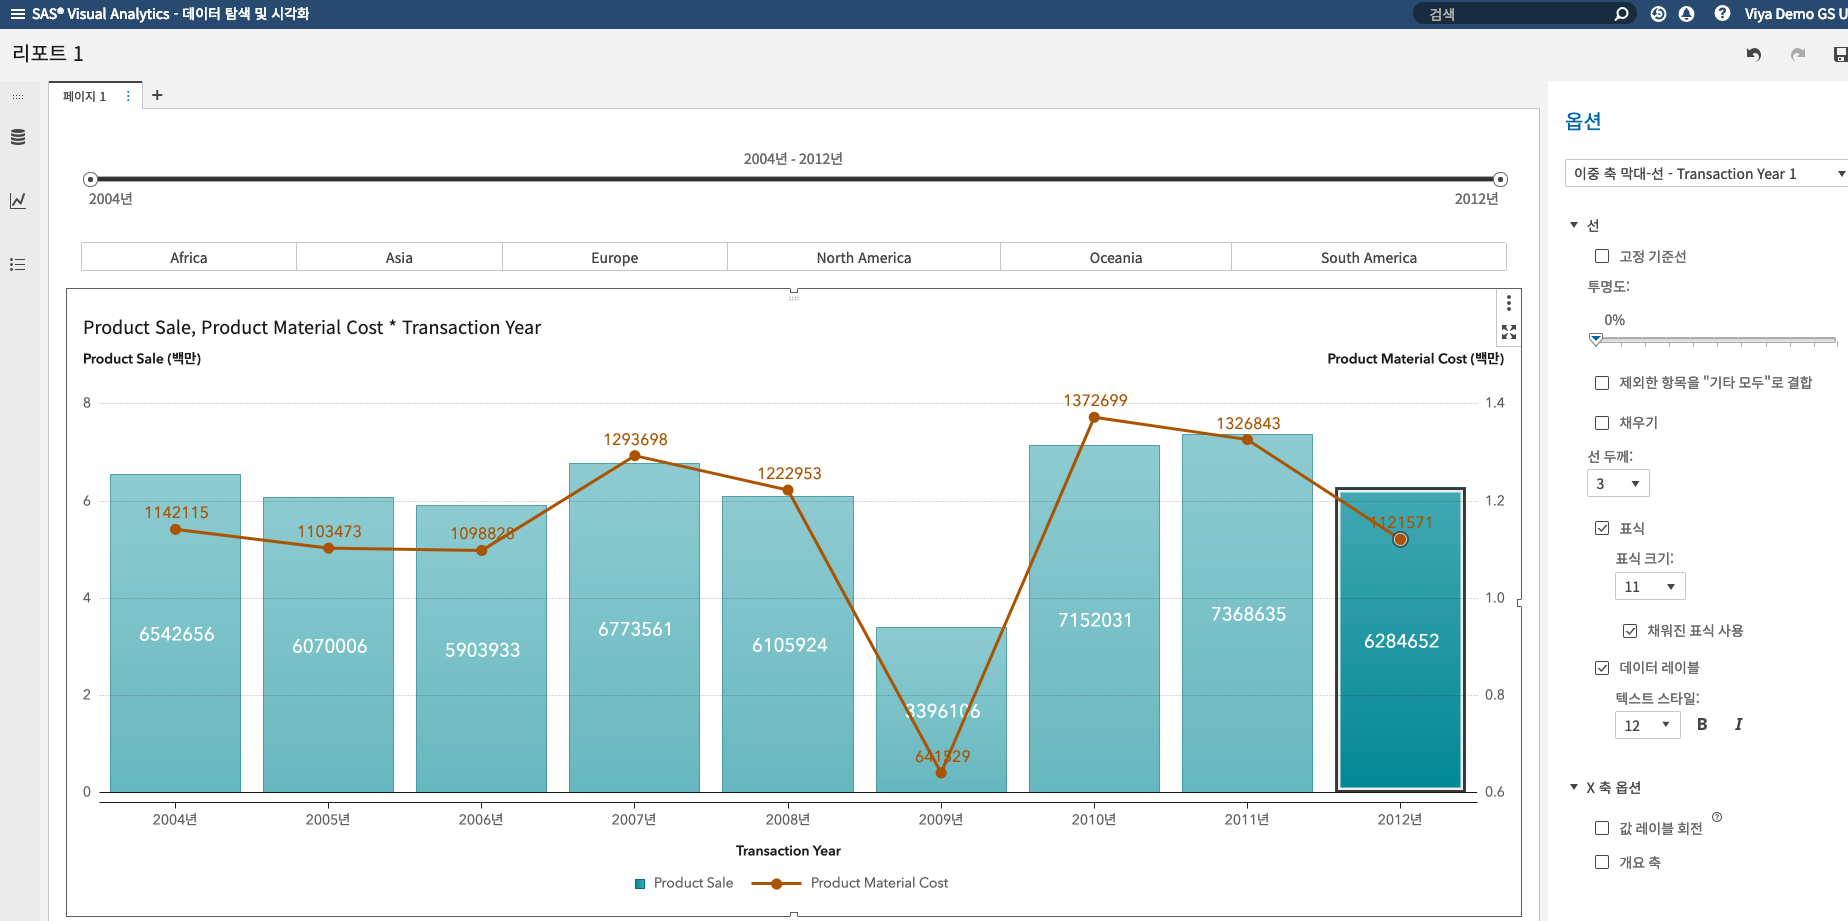 SAS® Visual Analytics - 데이터 탐색 및 시각화
검색
Viya Demo GS U
리포트 1
페이지 1
2004년 - 2012년
2004년
2012년
Africa
Asia
Europe
North America
Oceania
South America
Product Sale, Product Material Cost * Transaction Year
Product Sale (백만)
Product Material Cost (백만)
8
6
4
2
0
1.4
1.2
1.0
0.8
0.6
1142115
1103473
1098828
1293698
1222953
641529
1372699
1326843
1121571
6542656
6070006
5903933
6773561
6105924
3396106
7152031
7368635
6284652
2004년
2005년
2006년
2007년
2008년
2009년
2010년
2011년
2012년
Transaction Year
Product Sale
Product Material Cost
옵션
이중 축 막대-선 - Transaction Year 1
선
고정 기준선
투명도:
0%
제외한 항목을 "기타 모두"로 결합
채우기
선 두께:
3
표식
표식 크기:
11
채워진 표식 사용
데이터 레이블
텍스트 스타일:
12
B
I
X 축 옵션
값 레이블 회전
개요 축